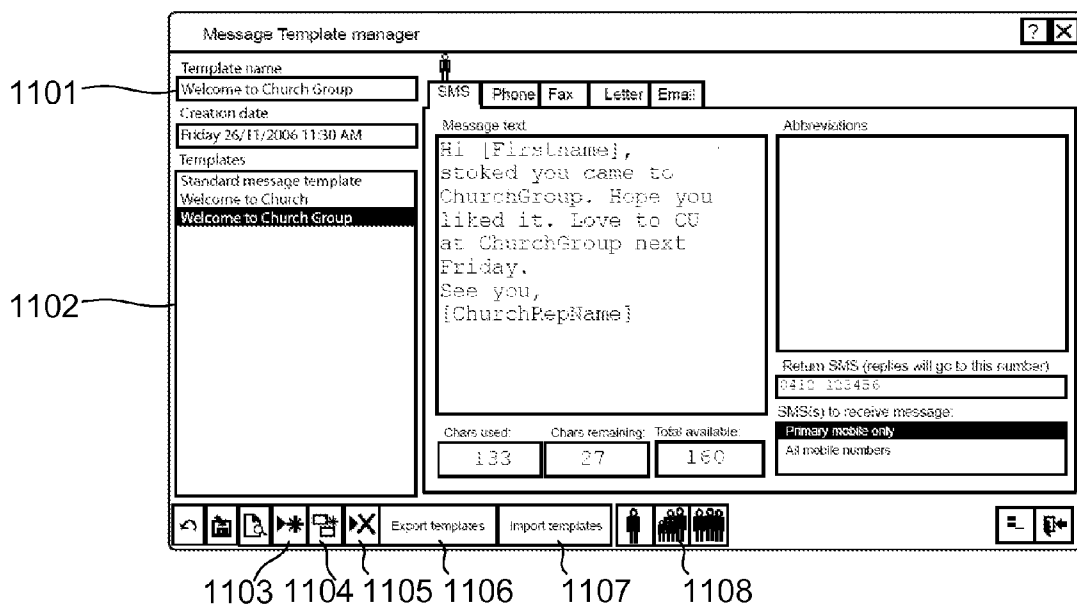 Message Template manager
? X
1101
Template name
Welcome to Church Group
Creation date
Friday 26/11/2006 11:30 AM
Templates
Standard message template
Welcome to Church
Welcome to Church Group
1102
SMS Phone Fax Letter Email
Message text
Hi [Firstname],
stoked you came to
ChurchGroup. Hope you
liked it. Love to CU
at ChurchGroup next
Friday.
See you,
[ChurchRepName]
Chars used: Chars remaining: Total available:
133 27 160
Abbreviations
Return SMS (replies will go to this number)
0412 123456
SMS(s) to receive message:
Primary mobile only
All mobile numbers
Export templates Import templates
1103 1104 1105 1106 1107 1108